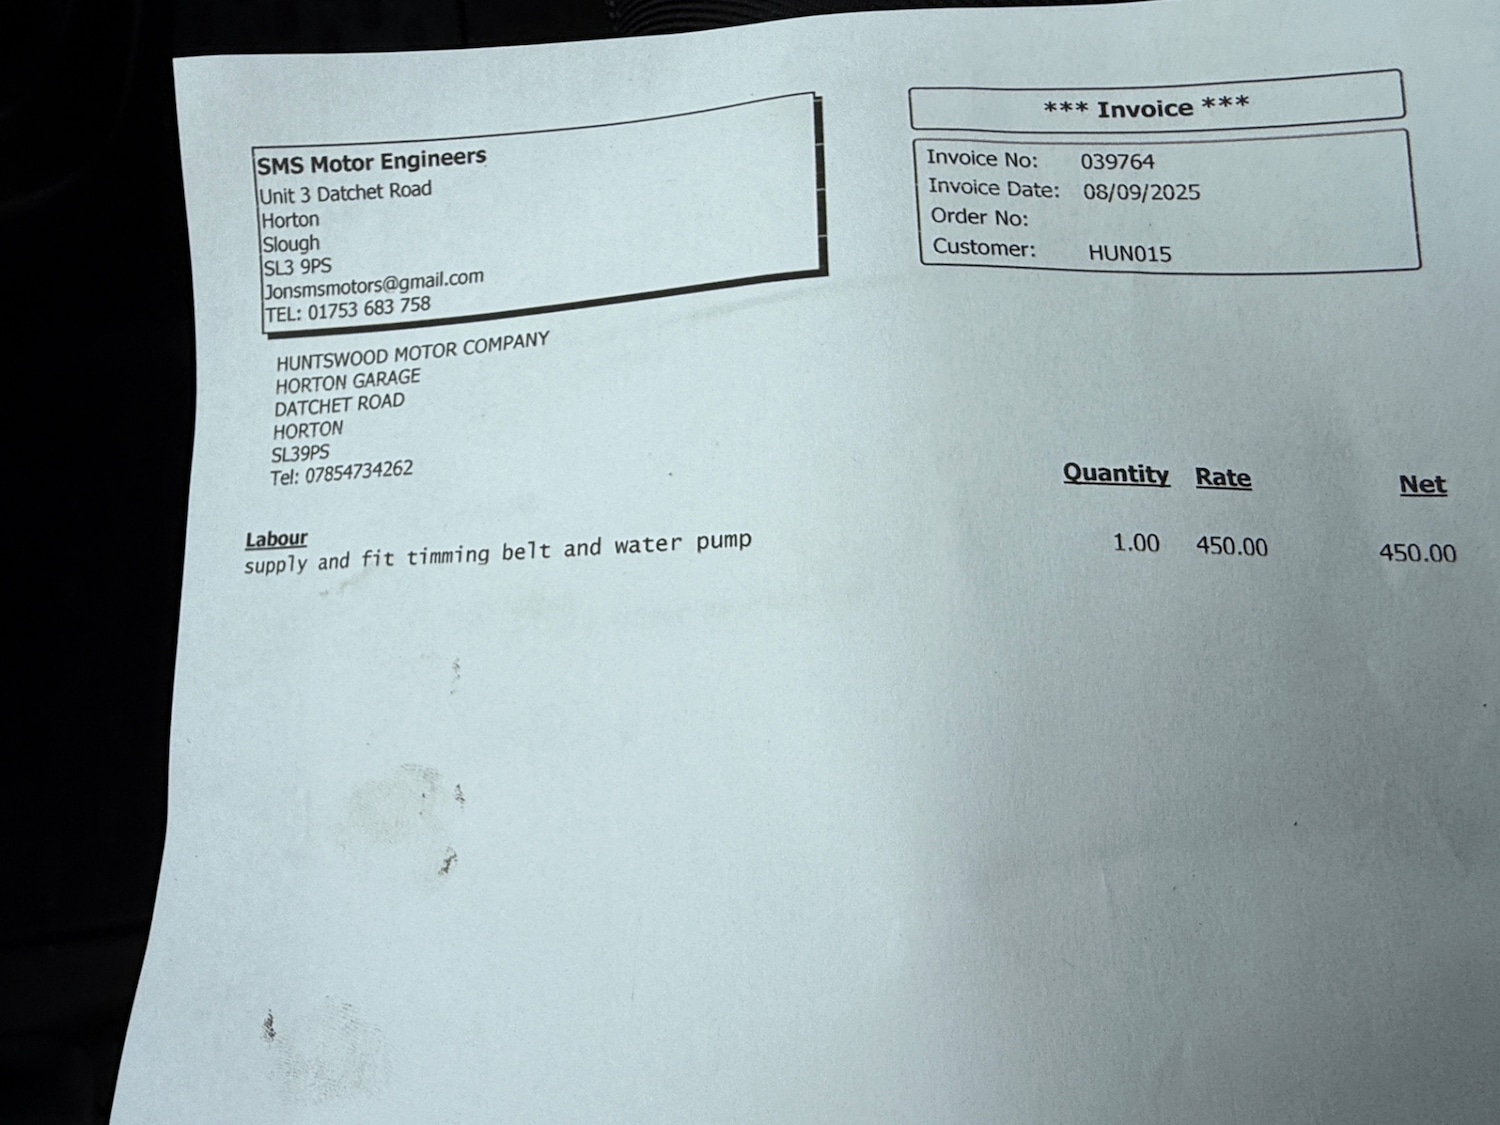 *** Invoice ***
SMS Motor Engineers
Unit 3 Datchet Road
Horton
Slough
SL3 9PS
Jonsmsmotors@gmail.com
TEL: 01753 683 758
Invoice No: 039764
Invoice Date: 08/09/2025
Order No:
Customer: HUN015
HUNTSWOOD MOTOR COMPANY
HORTON GARAGE
DATCHET ROAD
HORTON
SL39PS
Tel: 07854734262
Quantity Rate Net
Labour
supply and fit timming belt and water pump 1.00 450.00 450.00